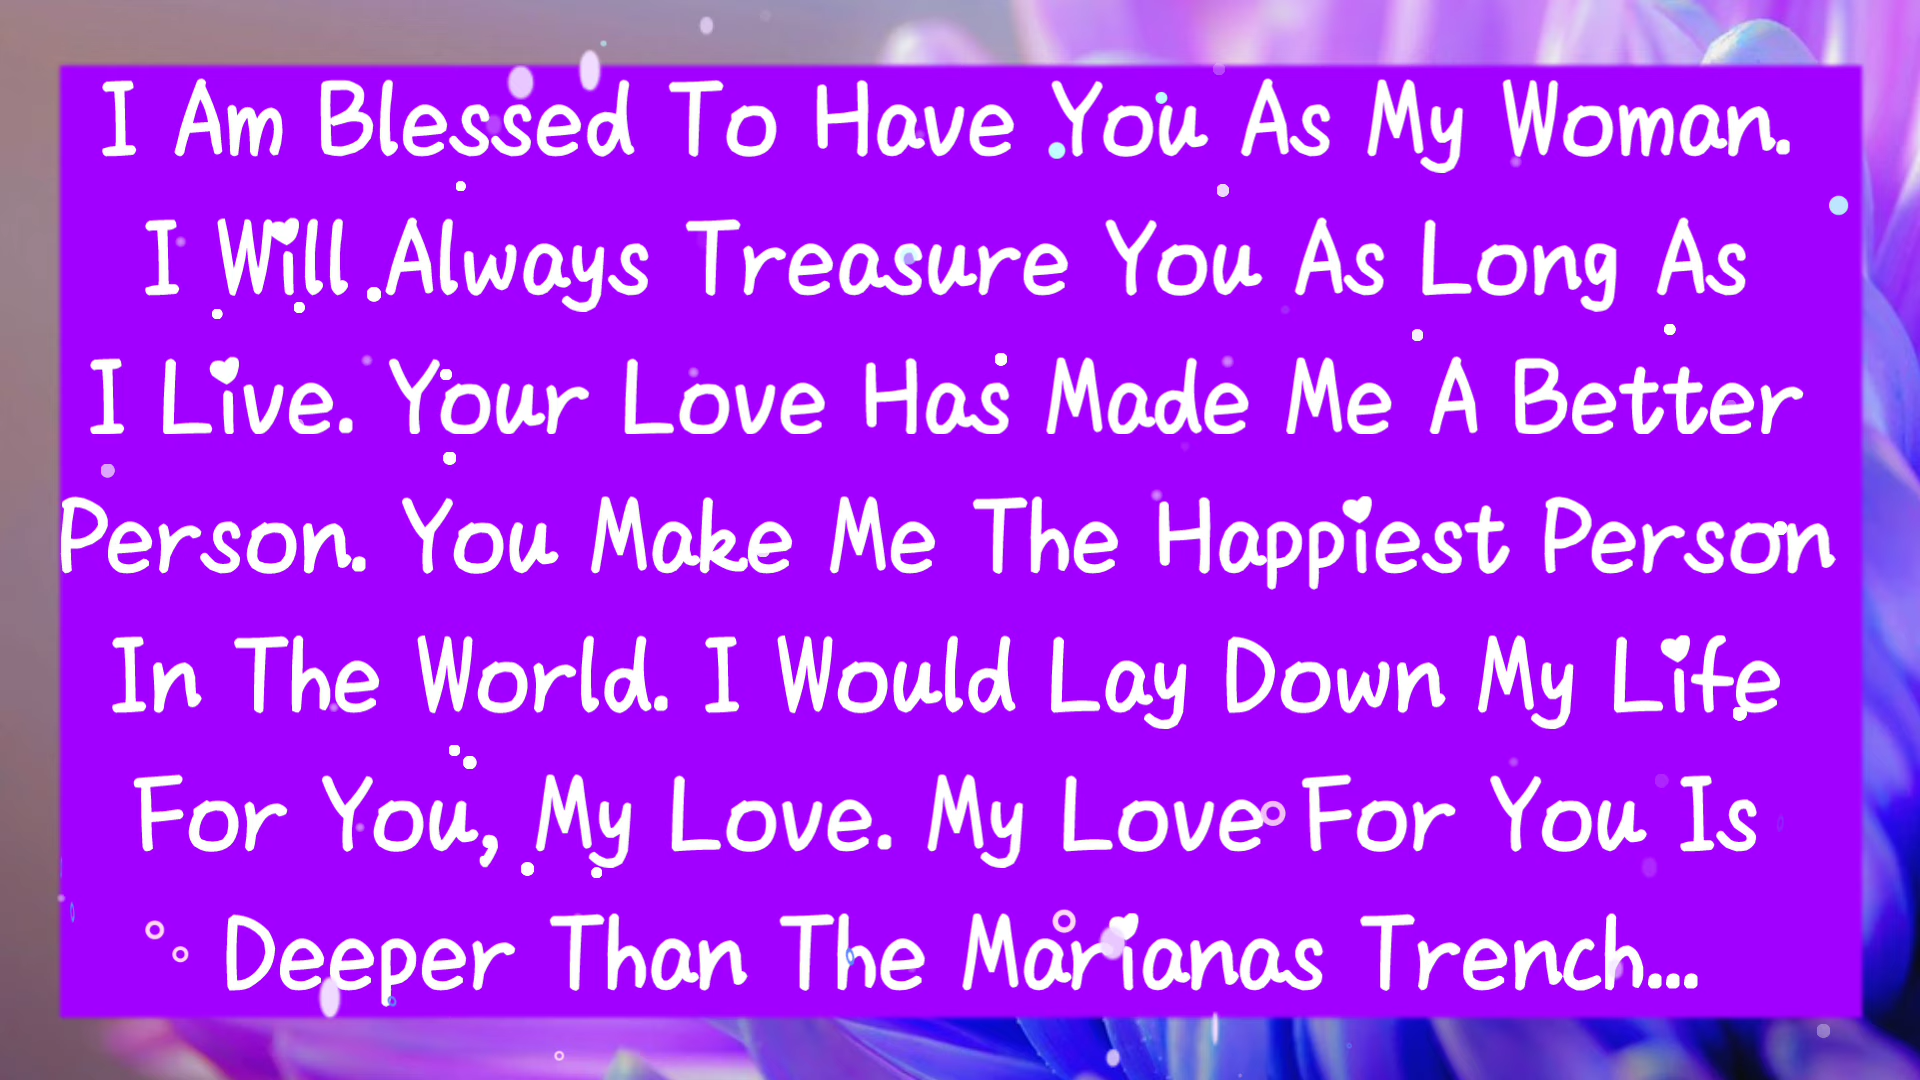 I Am Blessed To Have You As My Woman.
I Will Always Treasure You As Long As
I Live. Your Love Has Made Me A Better
Person. You Make Me The Happiest Person
In The World. I Would Lay Down My Life
For You, My Love. My Love For You Is
Deeper Than The Marianas Trench...